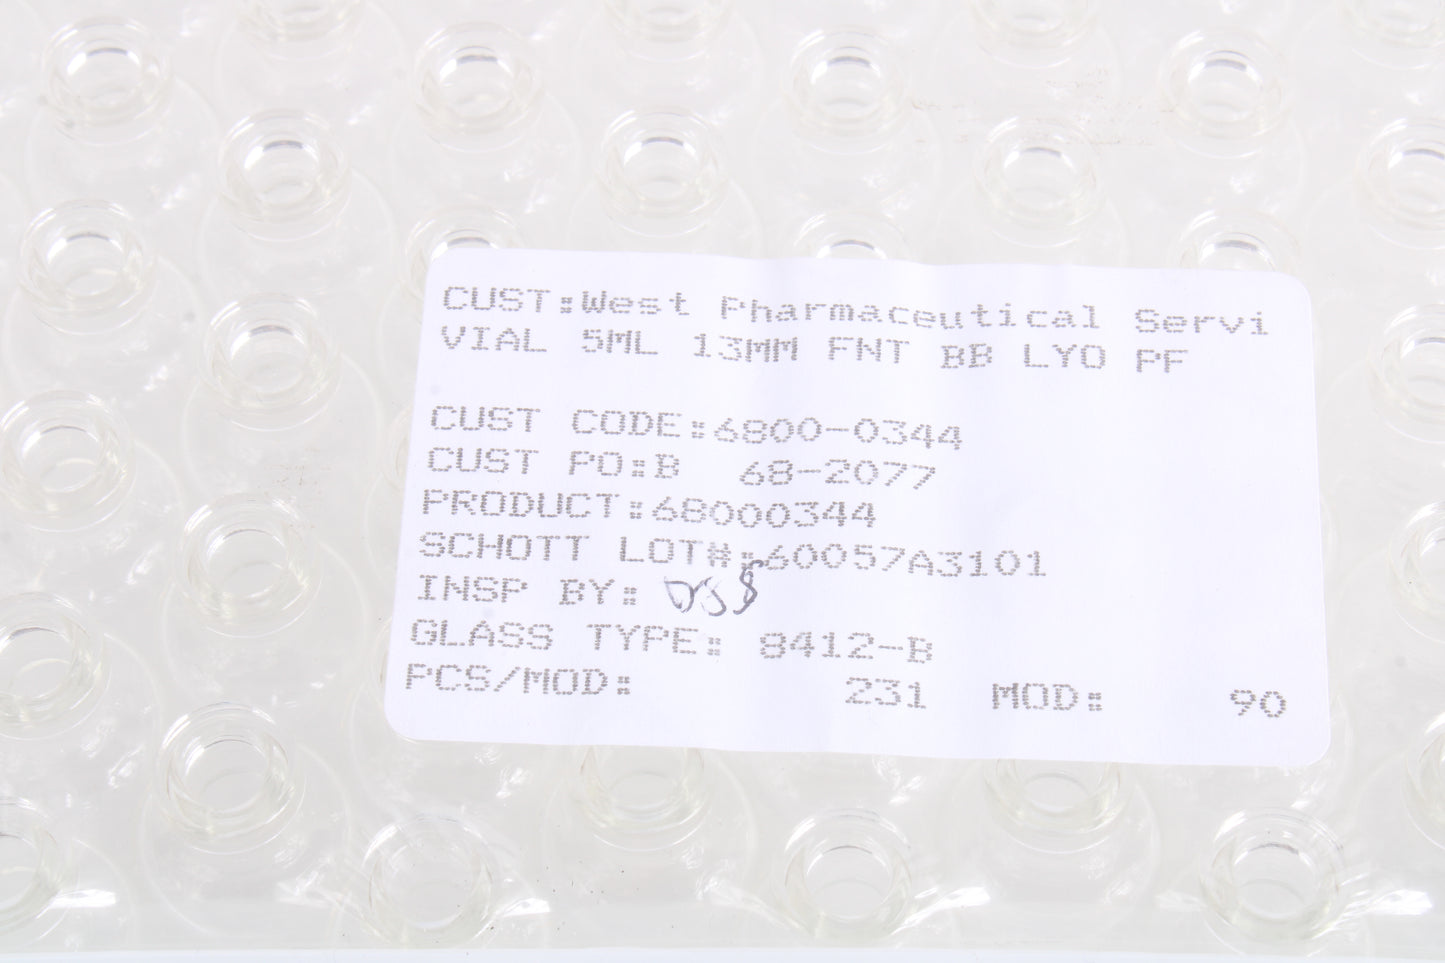 CUST:West Pharmaceutical Servi
VIAL 5ML 13MM FNT BB LYO PF
CUST CODE:6800-0344
CUST PO:B 68-2077
PRODUCT:68000344
SCHOTT LOT#:60057A3101
INSP BY:
GLASS TYPE: 8412-B
PCS/MOD: 231 MOD: 90